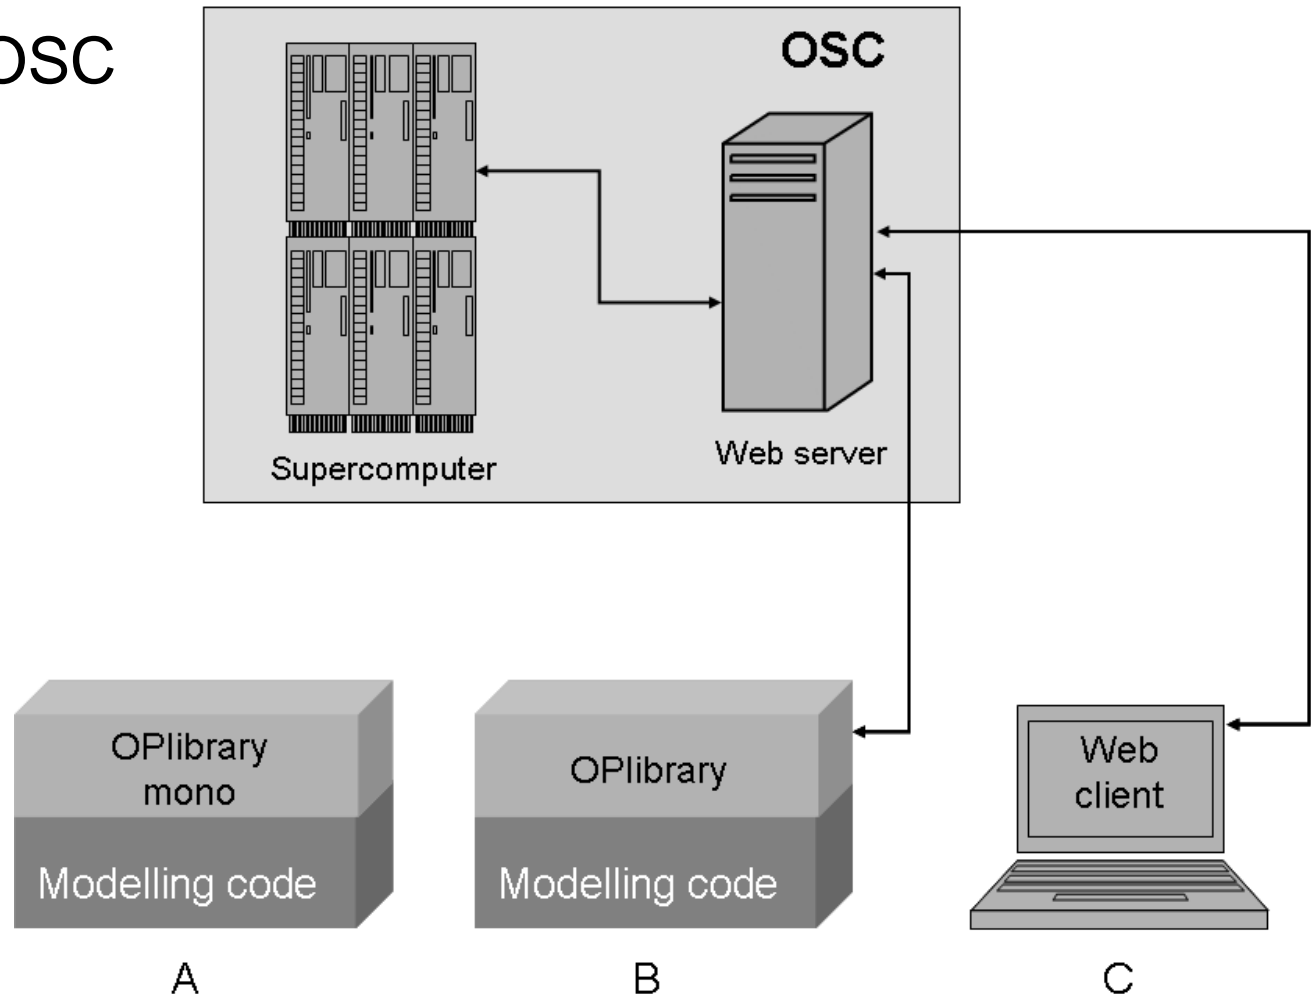 OSC
OSC
Supercomputer
Web server
OPlibrary
mono
Modelling code
OPlibrary
Modelling code
Web
client
A
B
C